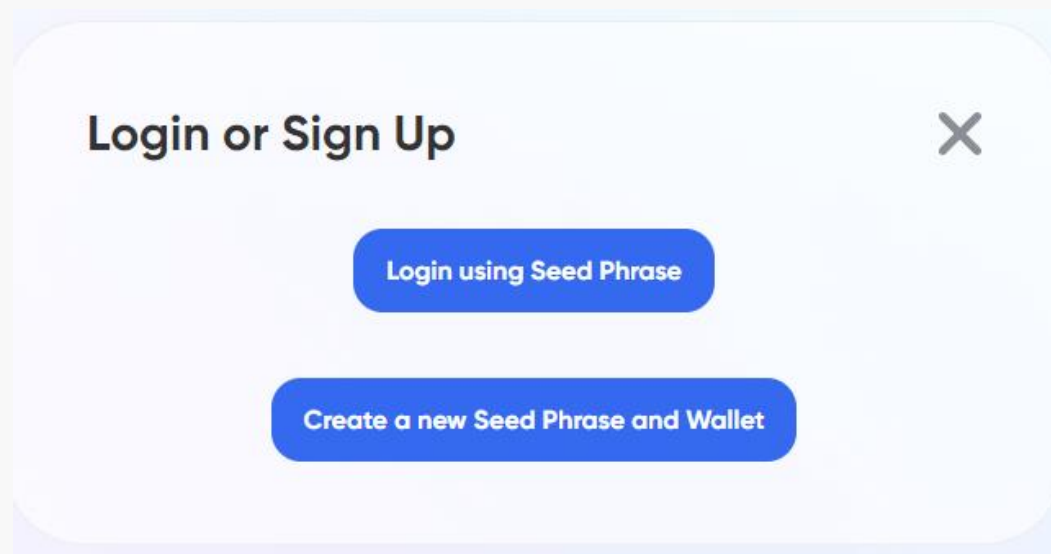 Login or Sign Up
Login using Seed Phrase
Create a new Seed Phrase and Wallet